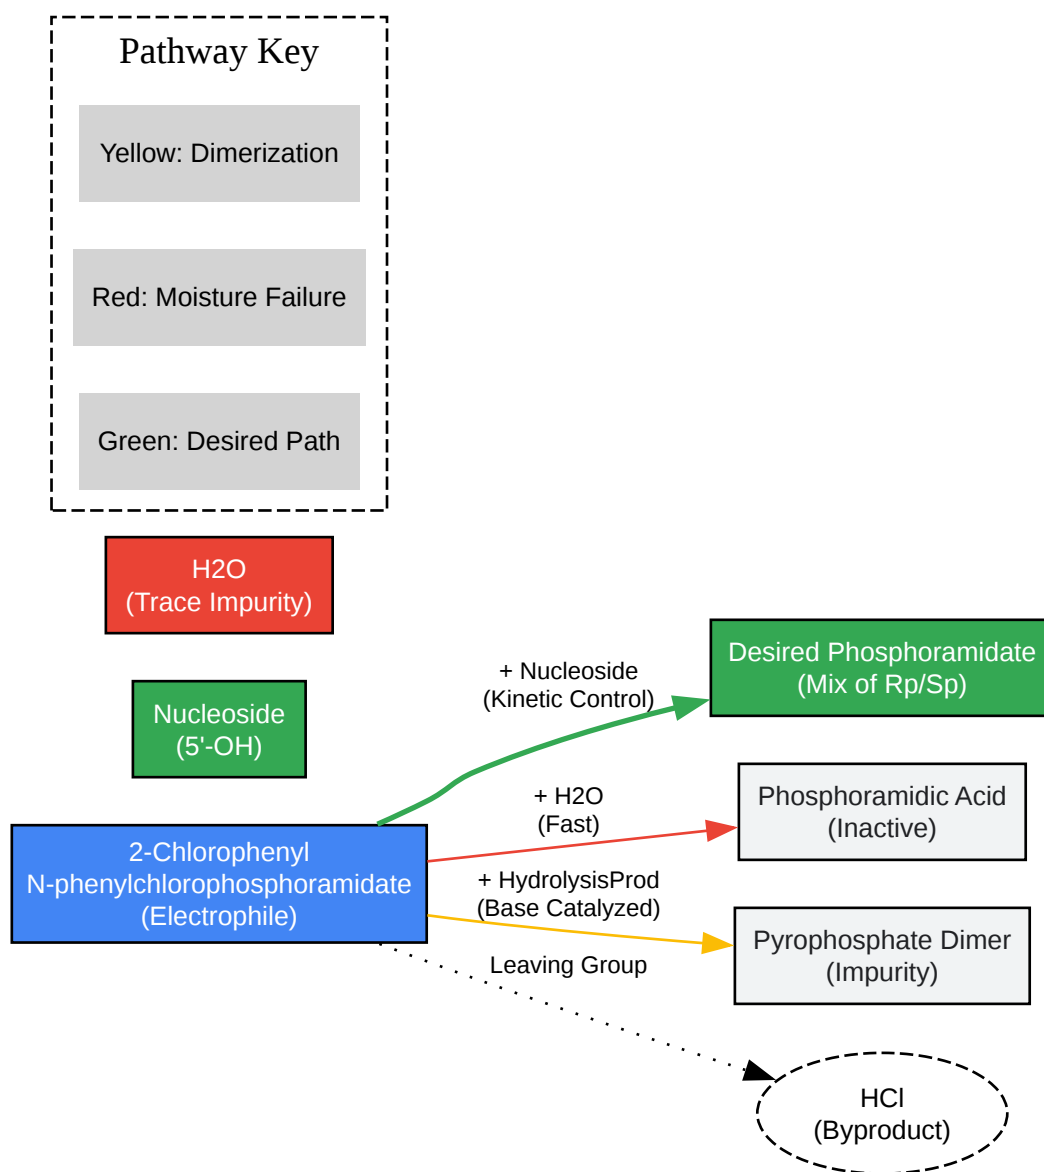 Pathway Key
Yellow: Dimerization
Red: Moisture Failure
Green: Desired Path
H2O
(Trace Impurity)
Nucleoside
(5'-OH)
2-Chlorophenyl
N-phenylchlorophosphoramidate
(Electrophile)
+ Nucleoside
(Kinetic Control)
+ H2O
(Fast)
+ HydrolysisProd
(Base Catalyzed)
Leaving Group
Desired Phosphoramidate
(Mix of Rp/Sp)
Phosphoramidic Acid
(Inactive)
Pyrophosphate Dimer
(Impurity)
HCl
(Byproduct)